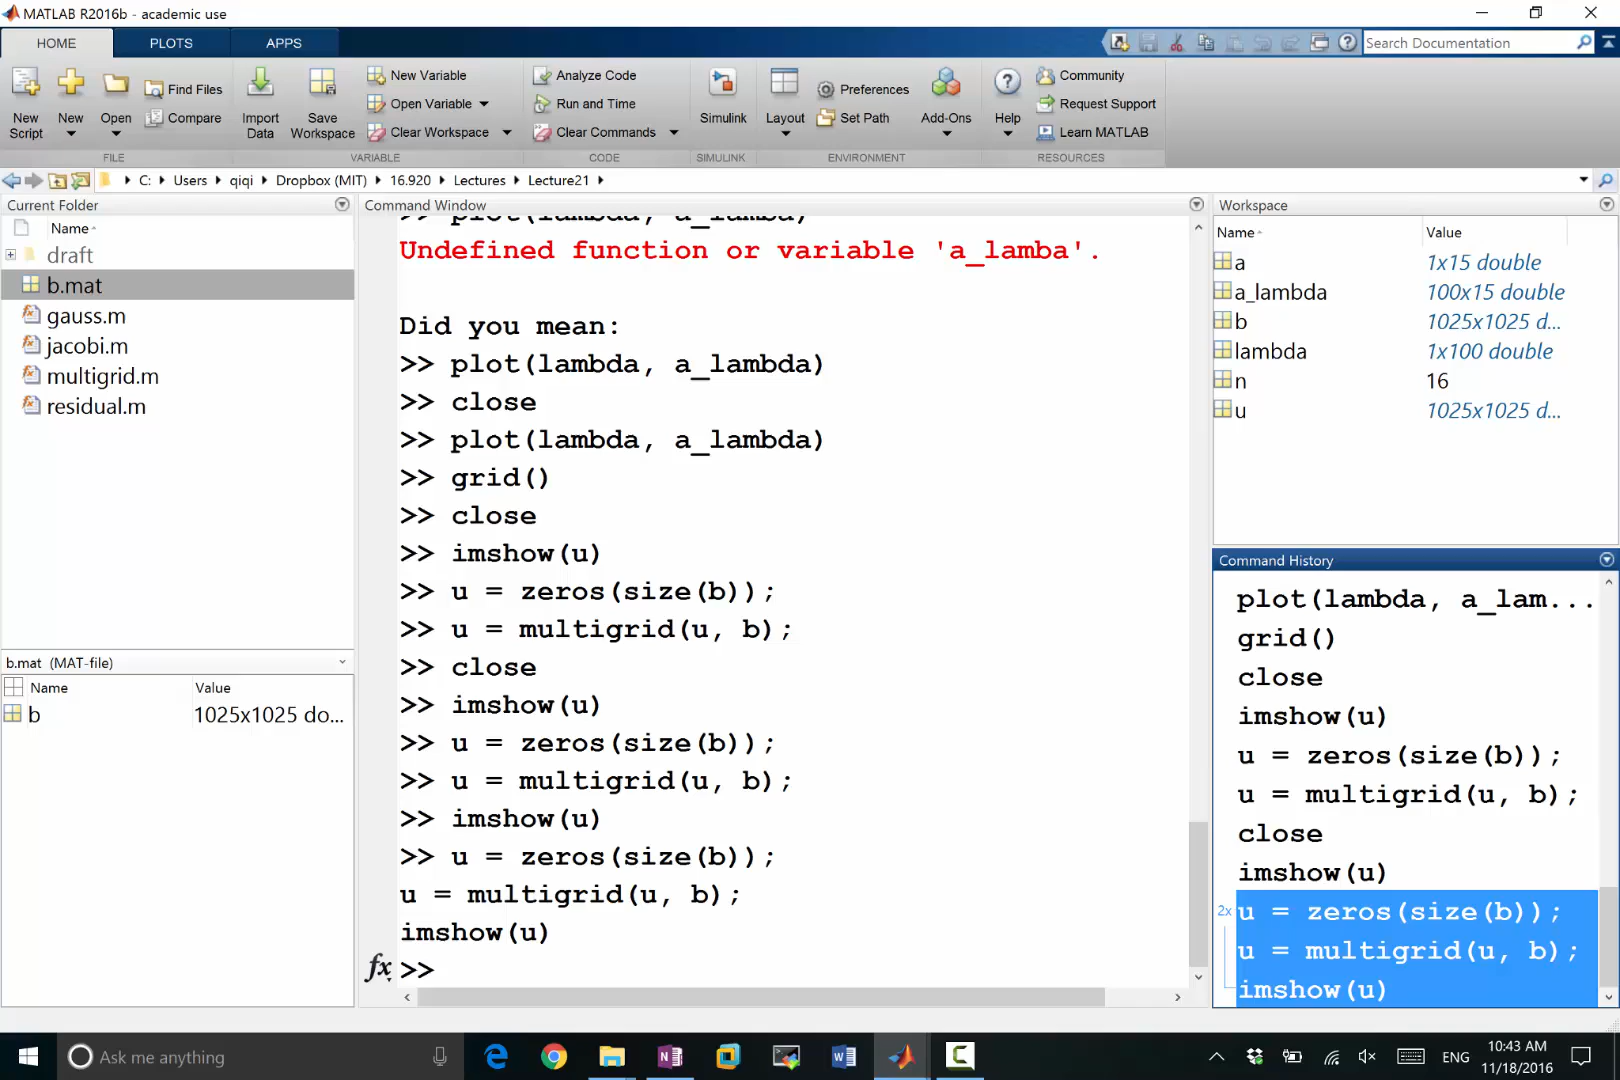 MATLAB R2016b - academic use
HOME PLOTS APPS
Search Documentation
New Script
New
Open
Find Files
Compare
FILE
Import Data
Save Workspace
New Variable
Open Variable
Clear Workspace
VARIABLE
Analyze Code
Run and Time
Clear Commands
CODE
Simulink
SIMULINK
Layout
Preferences
Set Path
ENVIRONMENT
Add-Ons
Help
Community
Request Support
Learn MATLAB
RESOURCES
C: Users qiqi Dropbox (MIT) 16.920 Lectures Lecture21
Current Folder
Name
draft
b.mat
gauss.m
jacobi.m
multigrid.m
residual.m
b.mat (MAT-file)
Name Value
b 1025x1025 do...
Command Window
>> plot(lambda, a_lambda)
Undefined function or variable 'a_lamba'.
Did you mean:
>> plot(lambda, a_lambda)
>> close
>> plot(lambda, a_lambda)
>> grid()
>> close
>> imshow(u)
>> u = zeros(size(b));
>> u = multigrid(u, b);
>> close
>> imshow(u)
>> u = zeros(size(b));
>> u = multigrid(u, b);
>> imshow(u)
>> u = zeros(size(b));
u = multigrid(u, b);
imshow(u)
fx >>
Workspace
Name Value
a 1x15 double
a_lambda 100x15 double
b 1025x1025 d...
lambda 1x100 double
n 16
u 1025x1025 d...
Command History
plot(lambda, a_lam...
grid()
close
imshow(u)
u = zeros(size(b));
u = multigrid(u, b);
close
imshow(u)
2x u = zeros(size(b));
u = multigrid(u, b);
imshow(u)
Ask me anything
ENG
10:43 AM
11/18/2016